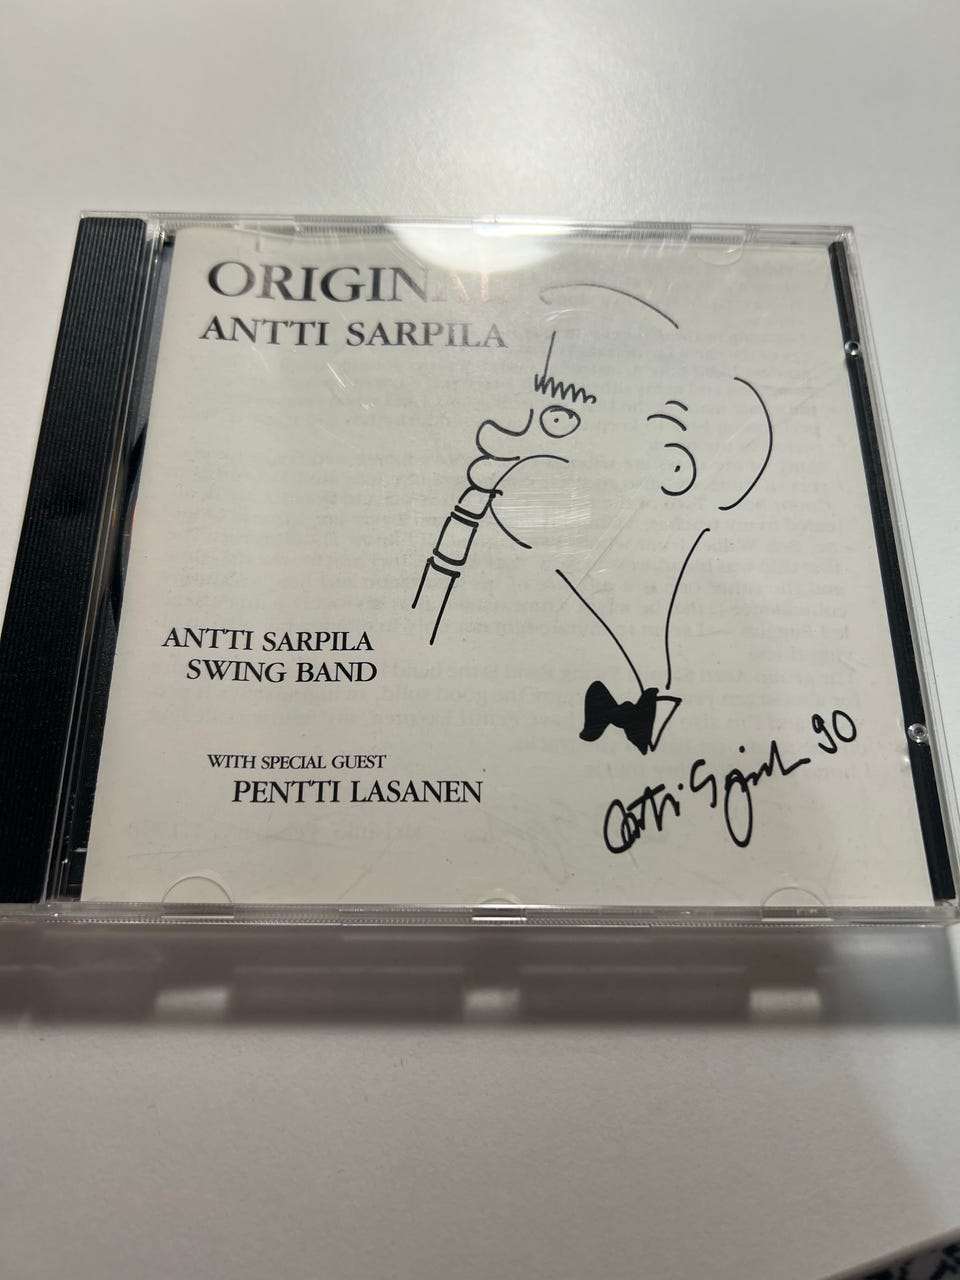 ORIGINAL
ANTTI SARPILA
ANTTI SARPILA
SWING BAND
WITH SPECIAL GUEST
PENTTI LASANEN
90